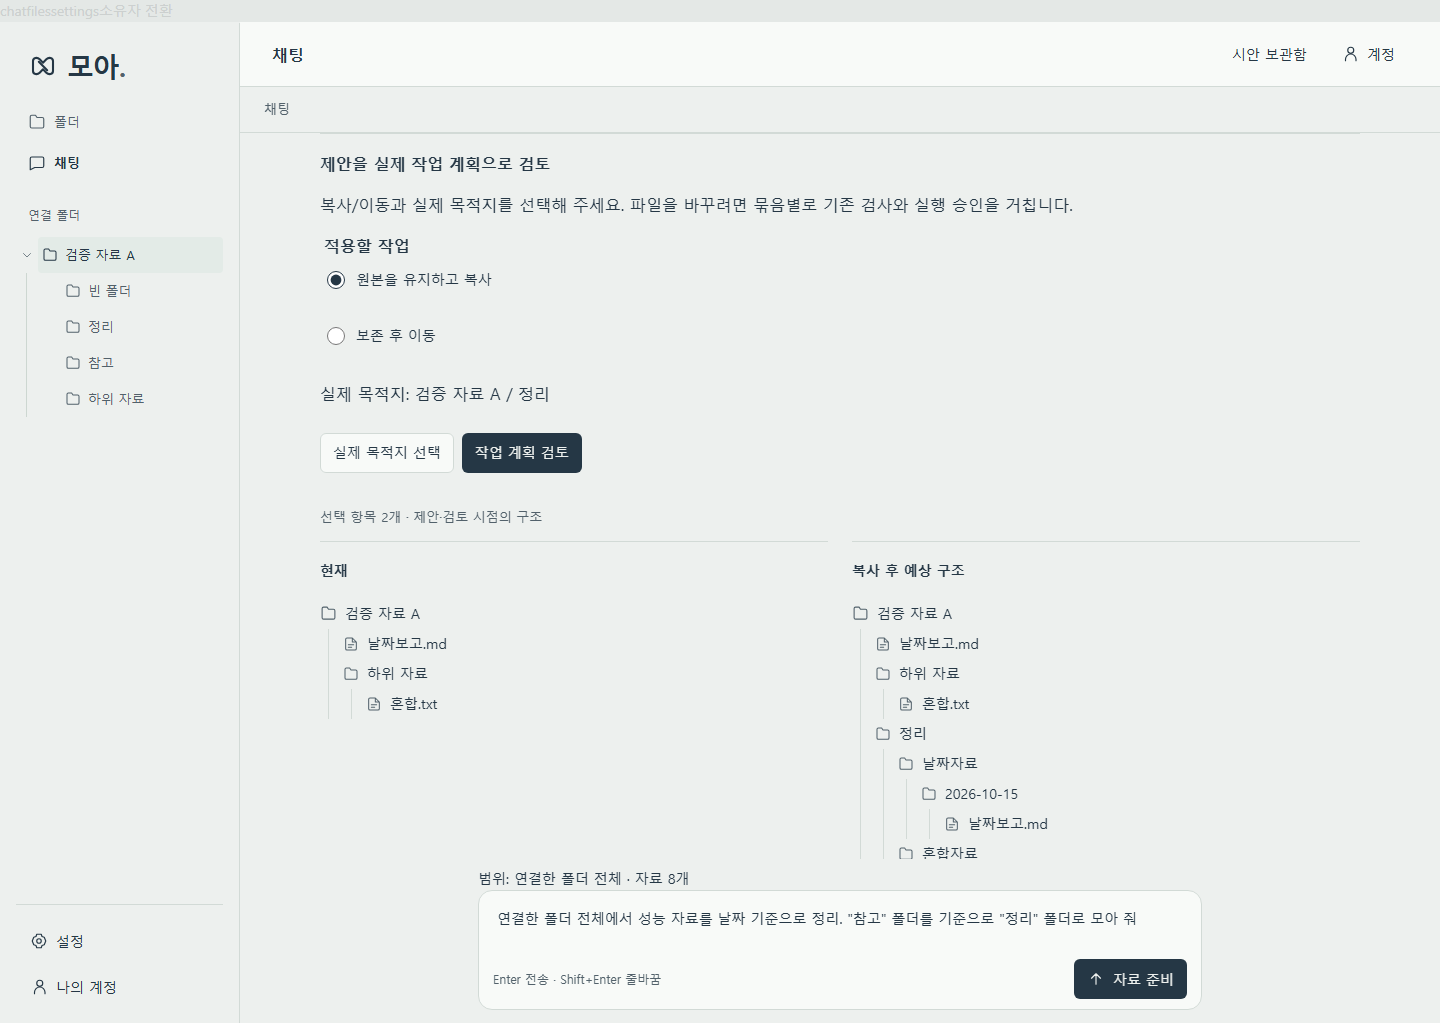 chatfilessettings소유자 전환
모아.
폴더
채팅
연결 폴더
검증 자료 A
빈 폴더
정리
참고
하위 자료
설정
나의 계정
채팅
시안 보관함
계정
채팅
제안을 실제 작업 계획으로 검토
복사/이동과 실제 목적지를 선택해 주세요. 파일을 바꾸려면 묶음별로 기존 검사와 실행 승인을 거칩니다.
적용할 작업
원본을 유지하고 복사
보존 후 이동
실제 목적지: 검증 자료 A / 정리
실제 목적지 선택
작업 계획 검토
선택 항목 2개 · 제안·검토 시점의 구조
현재
검증 자료 A
날짜보고.md
하위 자료
혼합.txt
복사 후 예상 구조
검증 자료 A
날짜보고.md
하위 자료
혼합.txt
정리
날짜자료
2026-10-15
날짜보고.md
혼합자료
범위: 연결한 폴더 전체 · 자료 8개
연결한 폴더 전체에서 성능 자료를 날짜 기준으로 정리. "참고" 폴더를 기준으로 "정리" 폴더로 모아 줘
Enter 전송 · Shift+Enter 줄바꿈
자료 준비